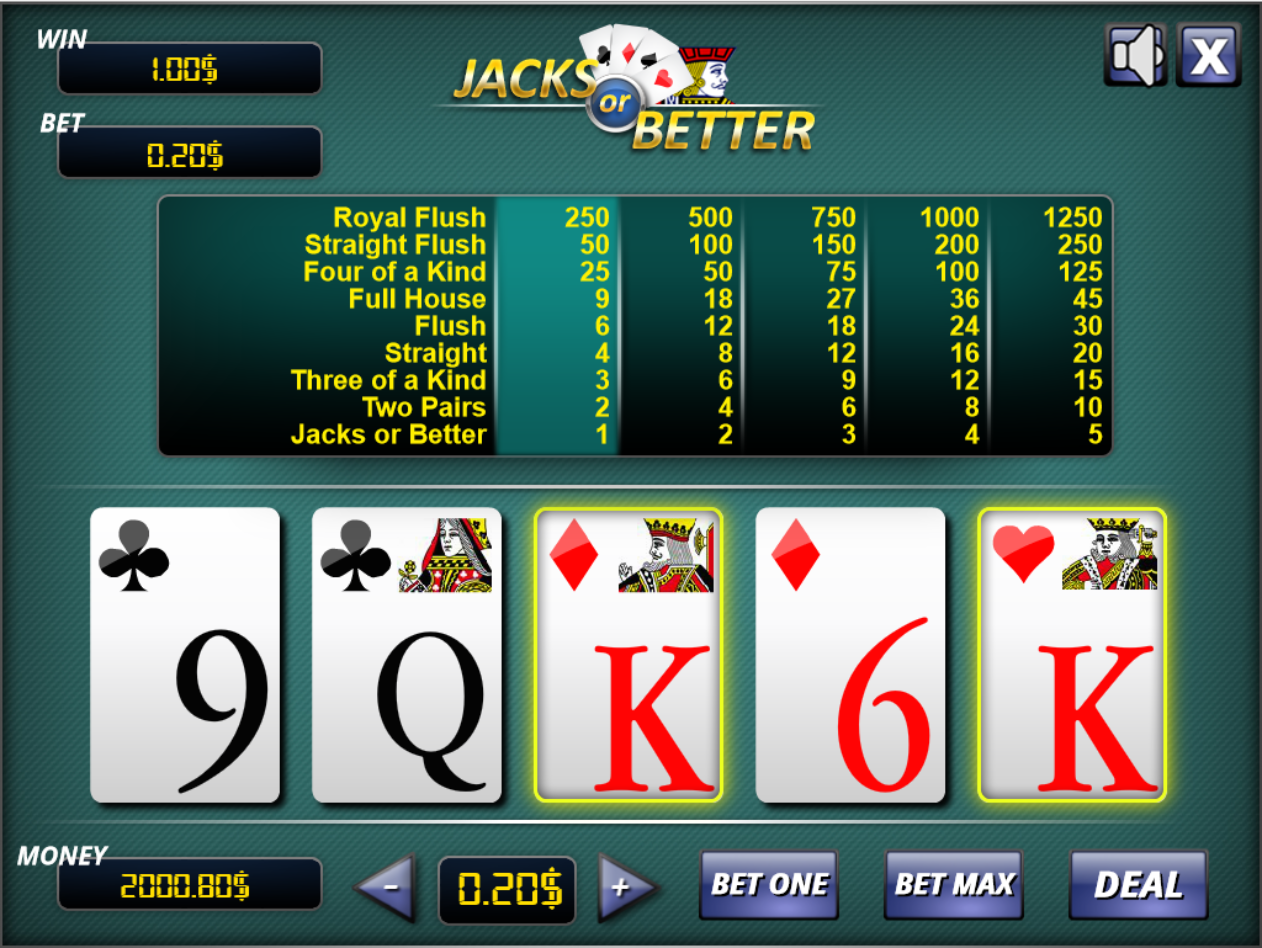 WIN
1.00$
BET
0.20$
JACKS
or
BETTER
X
Royal Flush 250 500 750 1000 1250
Straight Flush 50 100 150 200 250
Four of a Kind 25 50 75 100 125
Full House 9 18 27 36 45
Flush 6 12 18 24 30
Straight 4 8 12 16 20
Three of a Kind 3 6 9 12 15
Two Pairs 2 4 6 8 10
Jacks or Better 1 2 3 4 5
9 Q K 6 K
MONEY
2000.80$
- 0.20$ + BET ONE BET MAX DEAL